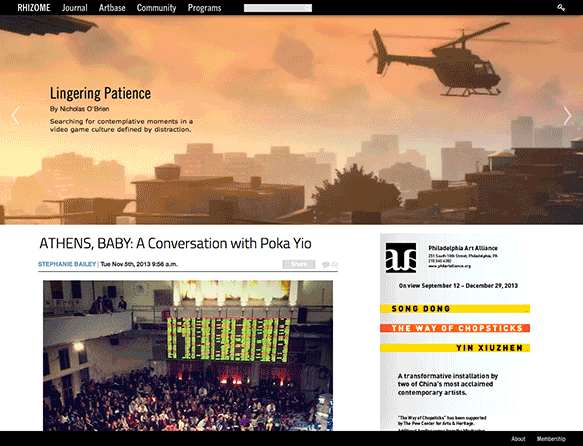 RHIZOME Journal Artbase Community Programs
Lingering Patience
By Nicholas O'Brien
Searching for contemplative moments in a
video game culture defined by distraction.
ATHENS, BABY: A Conversation with Poka Yio
STEPHANIE BAILEY | Tue Nov 5th, 2013 9:56 a.m.
Share
Philadelphia Art Alliance
251 South 18th Street, Philadelphia, PA
215 545 4302
www.philartalliance.org
On view September 12 – December 29, 2013
SONG DONG
THE WAY OF CHOPSTICKS
YIN XIUZHEN
A transformative installation by
two of China's most acclaimed
contemporary artists.
"The Way of Chopsticks" has been supported
by The Pew Center for Arts & Heritage.
About Membership